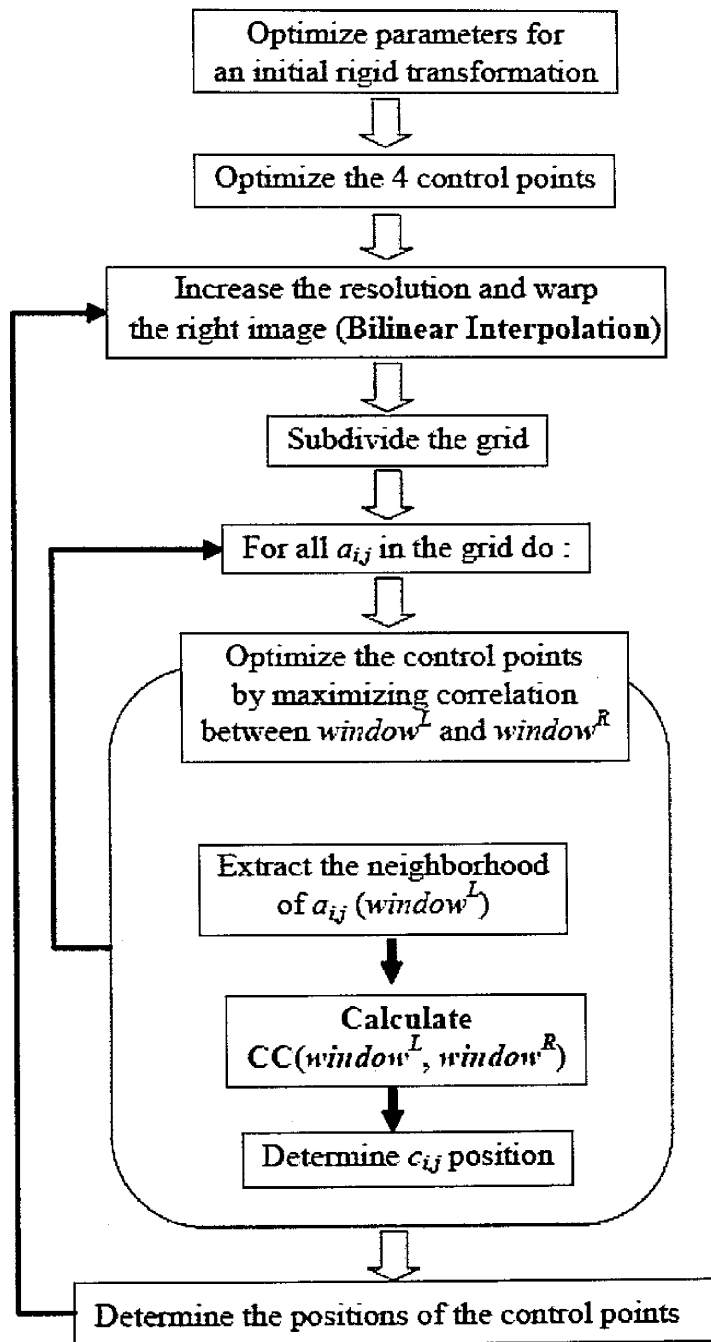 Optimize parameters for
an initial rigid transformation
Optimize the 4 control points
Increase the resolution and warp
the right image (Bilinear Interpolation)
Subdivide the grid
For all a_{i,j} in the grid do :
Optimize the control points
by maximizing correlation
between window^L and window^R
Extract the neighborhood
of a_{i,j} (window^L)
Calculate
CC(window^L, window^R)
Determine c_{i,j} position
Determine the positions of the control points